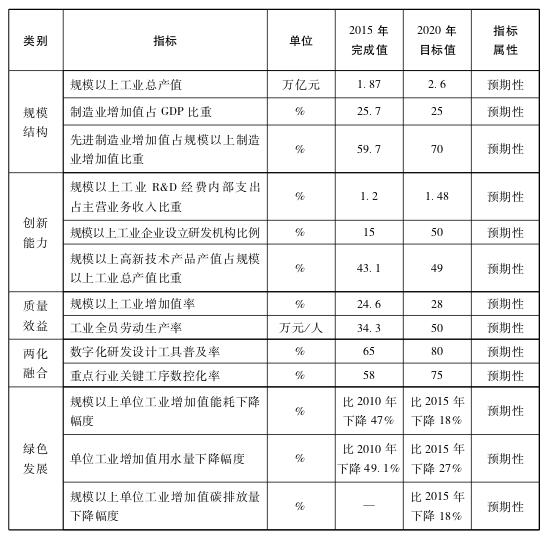 类别 指标 单位 2015 年完成值 2020 年目标值 指标属性
规模结构 规模以上工业总产值 万亿元 1.87 2.6 预期性
制造业增加值占 GDP 比重 % 25.7 25 预期性
先进制造业增加值占规模以上制造业增加值比重 % 59.7 70 预期性
创新能力 规模以上工业 R&D 经费内部支出占主营业务收入比重 % 1.2 1.48 预期性
规模以上工业企业设立研发机构比例 % 15 50 预期性
规模以上高新技术产品产值占规模以上工业总产值比重 % 43.1 49 预期性
质量效益 规模以上工业增加值率 % 24.6 28 预期性
工业全员劳动生产率 万元/人 34.3 50 预期性
两化融合 数字化研发设计工具普及率 % 65 80 预期性
重点行业关键工序数控化率 % 58 75 预期性
绿色发展 规模以上单位工业增加值能耗下降幅度 % 比 2010 年下降 47% 比 2015 年下降 18% 预期性
单位工业增加值用水量下降幅度 % 比 2010 年下降 49.1% 比 2015 年下降 27% 预期性
规模以上单位工业增加值碳排放量下降幅度 % — 比 2015 年下降 18% 预期性